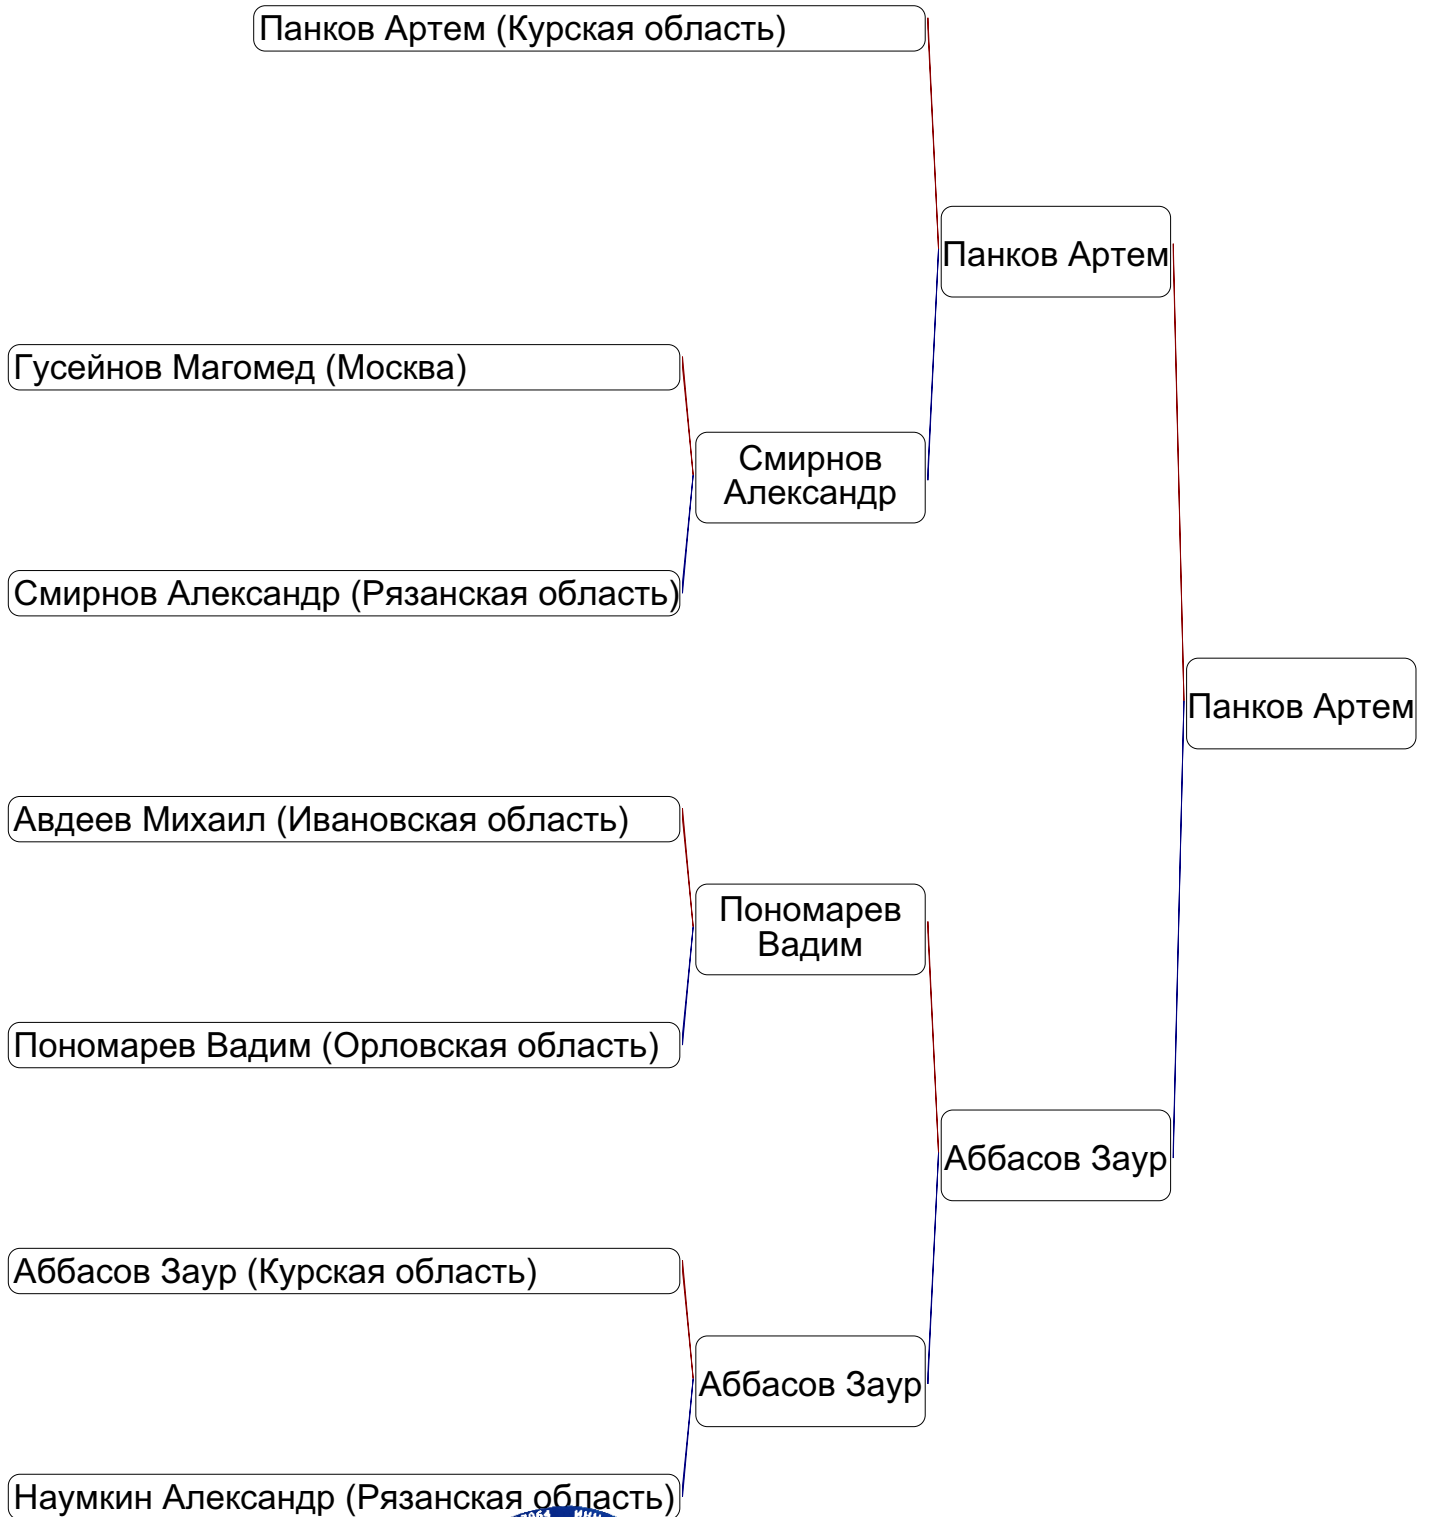 Панков Артем (Курская область)
Панков Артем
Гусейнов Магомед (Москва)
Смирнов
Александр
Смирнов Александр (Рязанская область)
Панков Артем
Авдеев Михаил (Ивановская область)
Пономарев
Вадим
Пономарев Вадим (Орловская область)
Аббасов Заур
Аббасов Заур (Курская область)
Аббасов Заур
Наумкин Александр (Рязанская область)